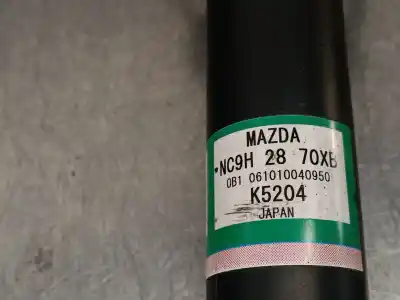 MAZDA
*NC9H 28 70XB
0B1 061010040950
K5204
JAPAN